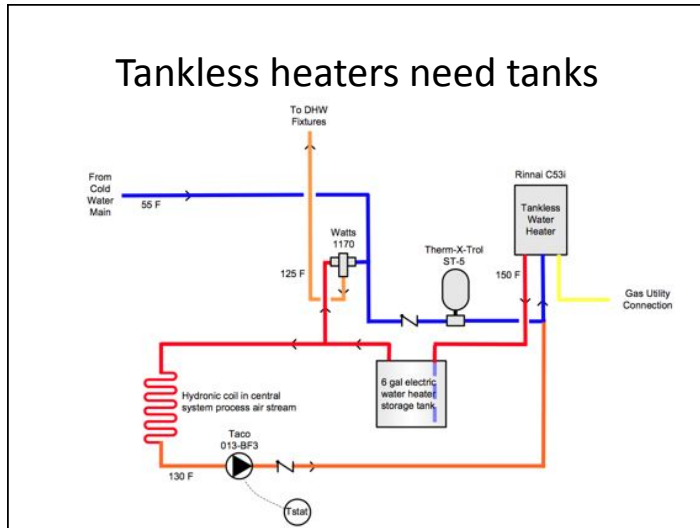 Tankless heaters need tanks
To DHW
Fixtures
From
Cold
Water
Main
55 F
Rinnai C53i
Tankless
Water
Heater
Watts
1170
Therm-X-Trol
ST-5
125 F
150 F
Gas Utility
Connection
6 gal electric
water heater
storage tank
Hydronic coil in central
system process air stream
Taco
013-BF3
130 F
Tstat